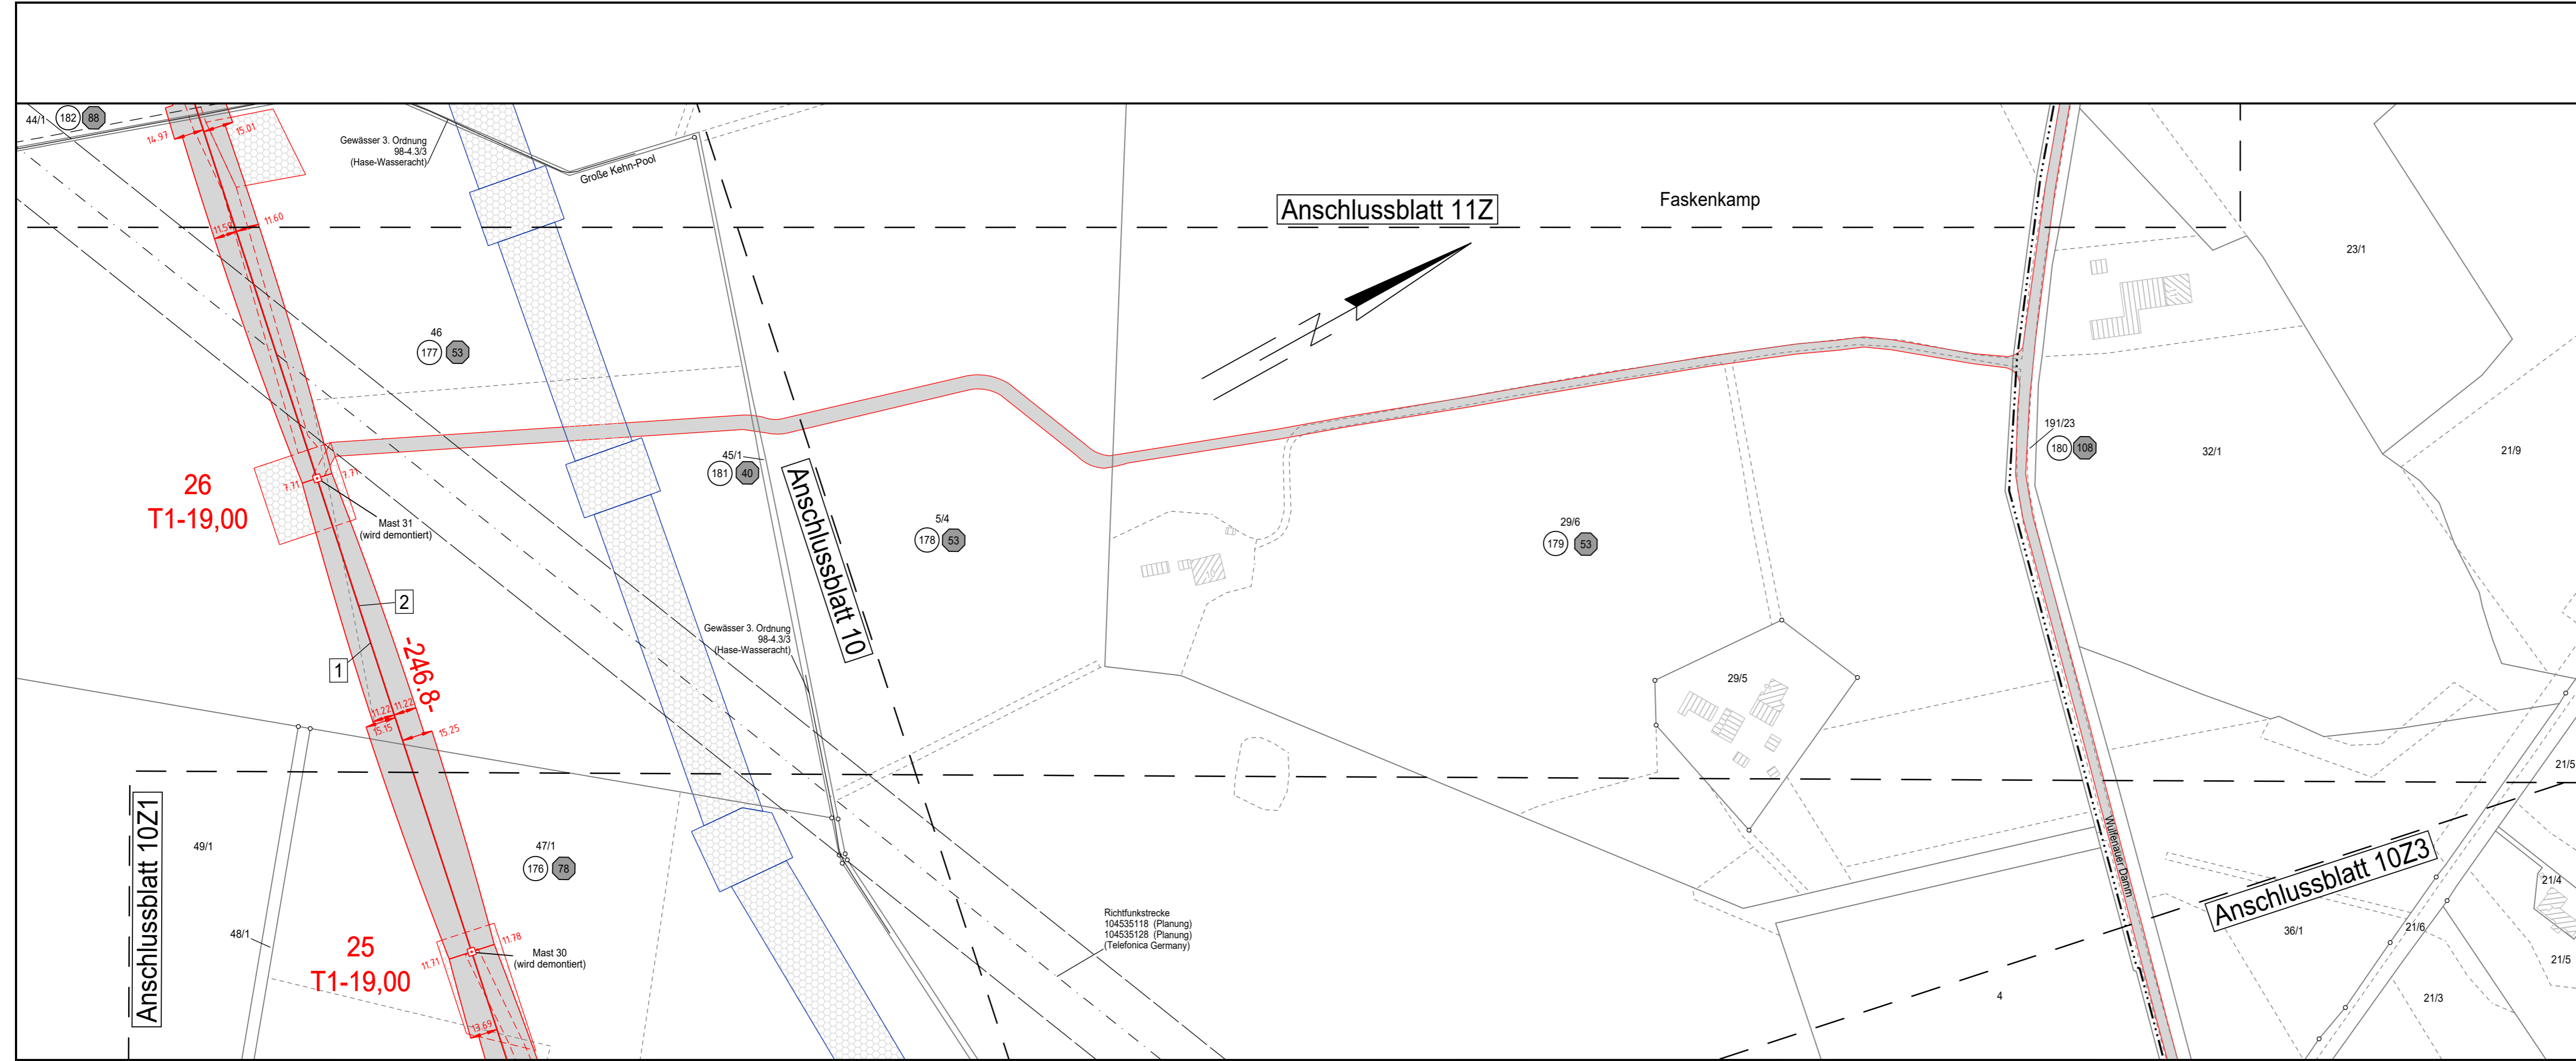 44/1
182
88
14.97
15.01
Gewässer 3. Ordnung
98-4.3/3
(Hase-Wasseracht)
Große Kehn-Pool
11.60
Anschlussblatt 11Z
Faskenkamp
N
23/1
46
177
53
26
T1-19,00
7.71
7.71
Mast 31
(wird demontiert)
45/1
181
40
Anschlussblatt 10
5/4
178
53
29/6
179
53
191/23
180
108
32/1
21/9
2
1
-246.8-
11.22
11.22
15.15
15.25
Gewässer 3. Ordnung
98-4.3/3
(Hase-Wasseracht)
29/5
21/5
Anschlussblatt 10Z1
49/1
48/1
47/1
176
78
25
T1-19,00
11.71
11.78
Mast 30
(wird demontiert)
13.69
Richtfunkstrecke
104535118 (Planung)
104535128 (Planung)
(Telefonica Germany)
Wulfenauer Damm
Anschlussblatt 10Z3
36/1
21/6
21/4
21/5
21/3
4